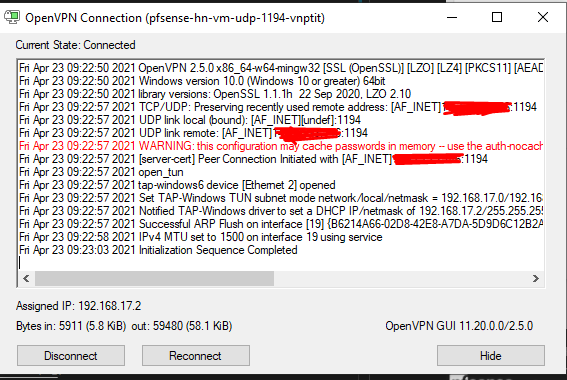 OpenVPN Connection (pfsense-hn-vm-udp-1194-vnptit)
Current State: Connected
Fri Apr 23 09:22:50 2021 OpenVPN 2.5.0 x86_64-w64-mingw32 [SSL (OpenSSL)] [LZO] [LZ4] [PKCS11] [AEAD
Fri Apr 23 09:22:50 2021 Windows version 10.0 (Windows 10 or greater) 64bit
Fri Apr 23 09:22:50 2021 library versions: OpenSSL 1.1.1h  22 Sep 2020, LZO 2.10
Fri Apr 23 09:22:57 2021 TCP/UDP: Preserving recently used remote address: [AF_INET] :1194
Fri Apr 23 09:22:57 2021 UDP link local (bound): [AF_INET][undef]:1194
Fri Apr 23 09:22:57 2021 UDP link remote: [AF_INET] :1194
Fri Apr 23 09:22:57 2021 WARNING: this configuration may cache passwords in memory -- use the auth-nocach
Fri Apr 23 09:22:57 2021 [server-cert] Peer Connection Initiated with [AF_INET] :1194
Fri Apr 23 09:22:57 2021 open_tun
Fri Apr 23 09:22:57 2021 tap-windows6 device [Ethernet 2] opened
Fri Apr 23 09:22:57 2021 Set TAP-Windows TUN subnet mode network/local/netmask = 192.168.17.0/192.16
Fri Apr 23 09:22:57 2021 Notified TAP-Windows driver to set a DHCP IP/netmask of 192.168.17.2/255.255.255
Fri Apr 23 09:22:57 2021 Successful ARP Flush on interface [19] {B6214A66-02D8-42E8-A7DA-5D9D6C12B2A
Fri Apr 23 09:22:58 2021 IPv4 MTU set to 1500 on interface 19 using service
Fri Apr 23 09:23:03 2021 Initialization Sequence Completed
Assigned IP: 192.168.17.2
Bytes in: 5911 (5.8 KiB)  out: 59480 (58.1 KiB)
OpenVPN GUI 11.20.0.0/2.5.0
Disconnect
Reconnect
Hide